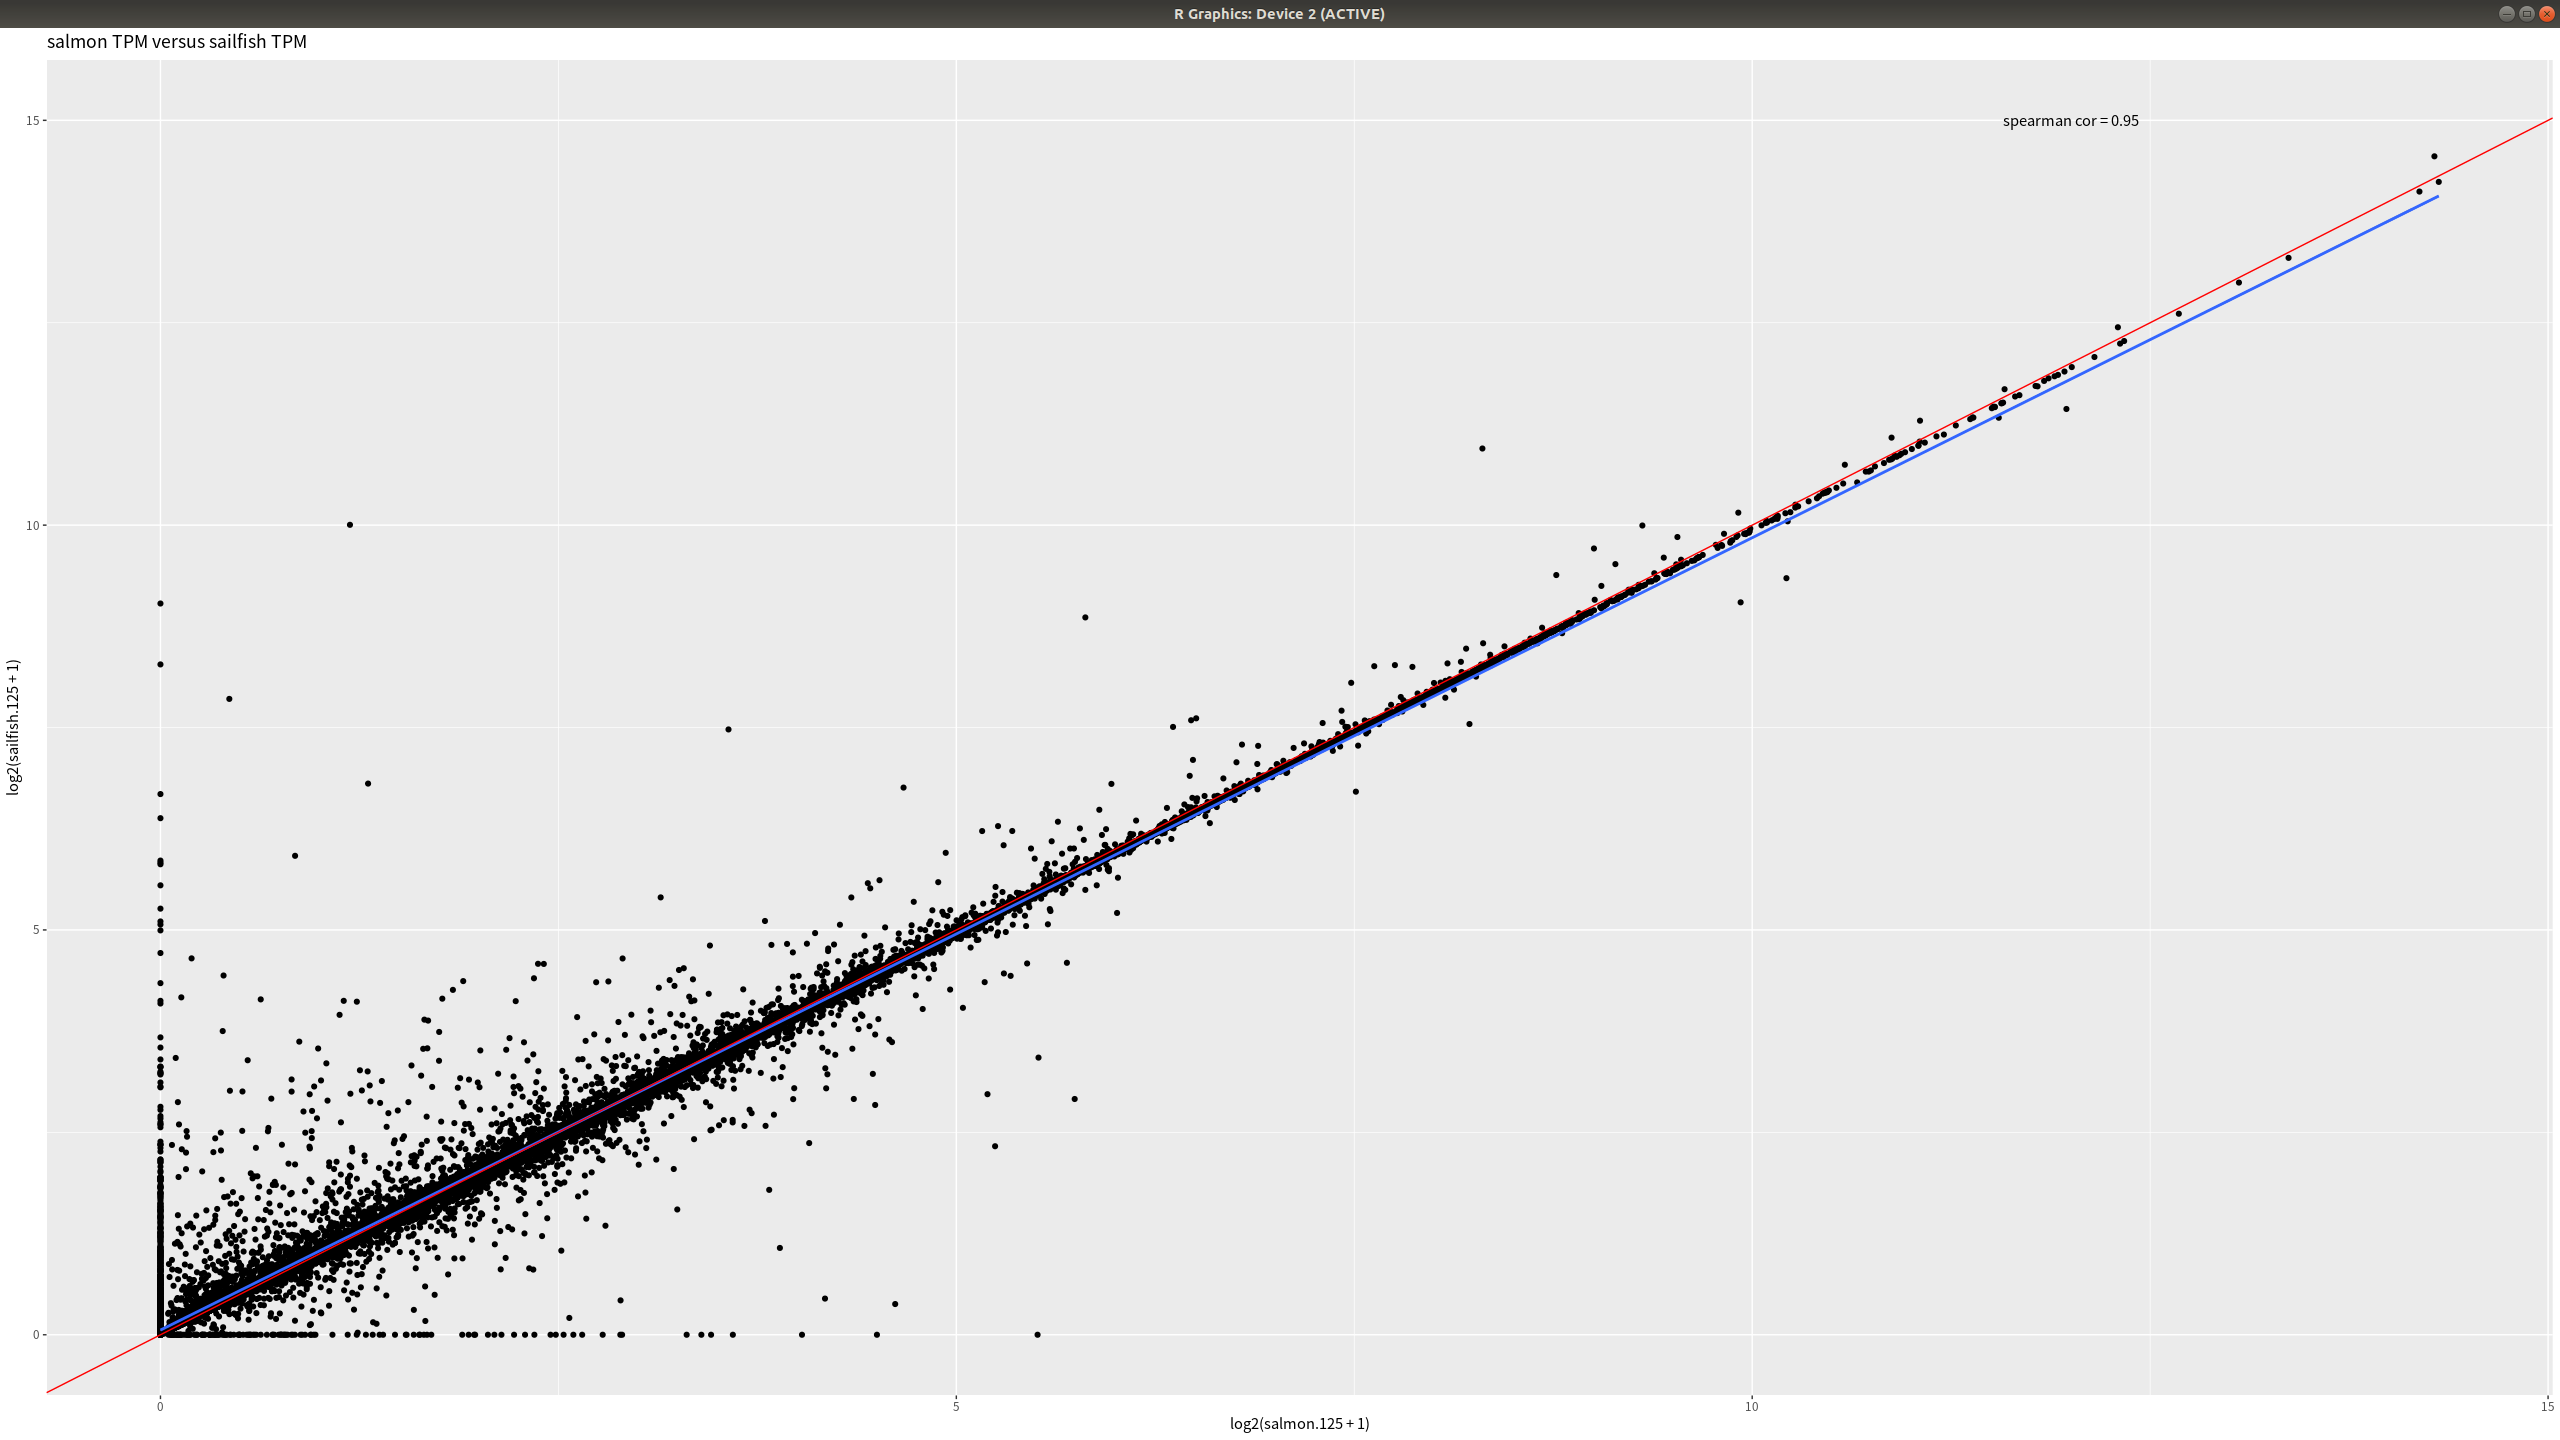 R Graphics: Device 2 (ACTIVE)
salmon TPM versus sailfish TPM
spearman cor = 0.95
15
10
5
0
log2(sailfish.125 + 1)
0
5
10
15
log2(salmon.125 + 1)